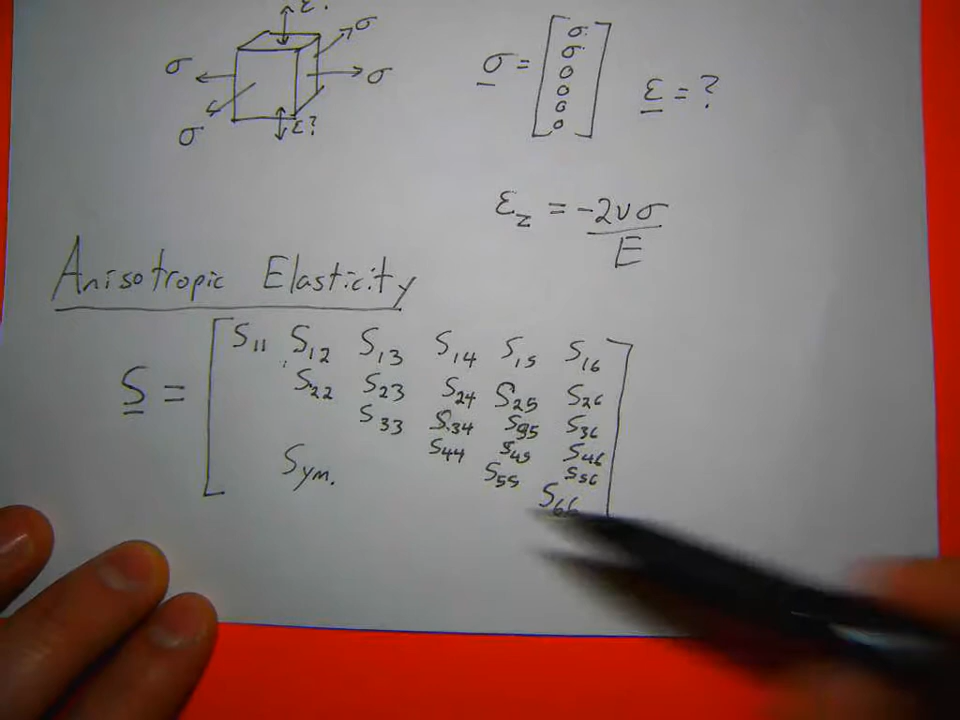 ε?
σ
σ
σ
σ
ε?
σ = [σ σ 0 0 0 0]
ε = ?
ε_z = -2νσ / E
Anisotropic Elasticity
S = [
S11 S12 S13 S14 S15 S16
S22 S23 S24 S25 S26
S33 S34 S35 S36
S44 S45 S46
Sym. S55 S56
S66
]